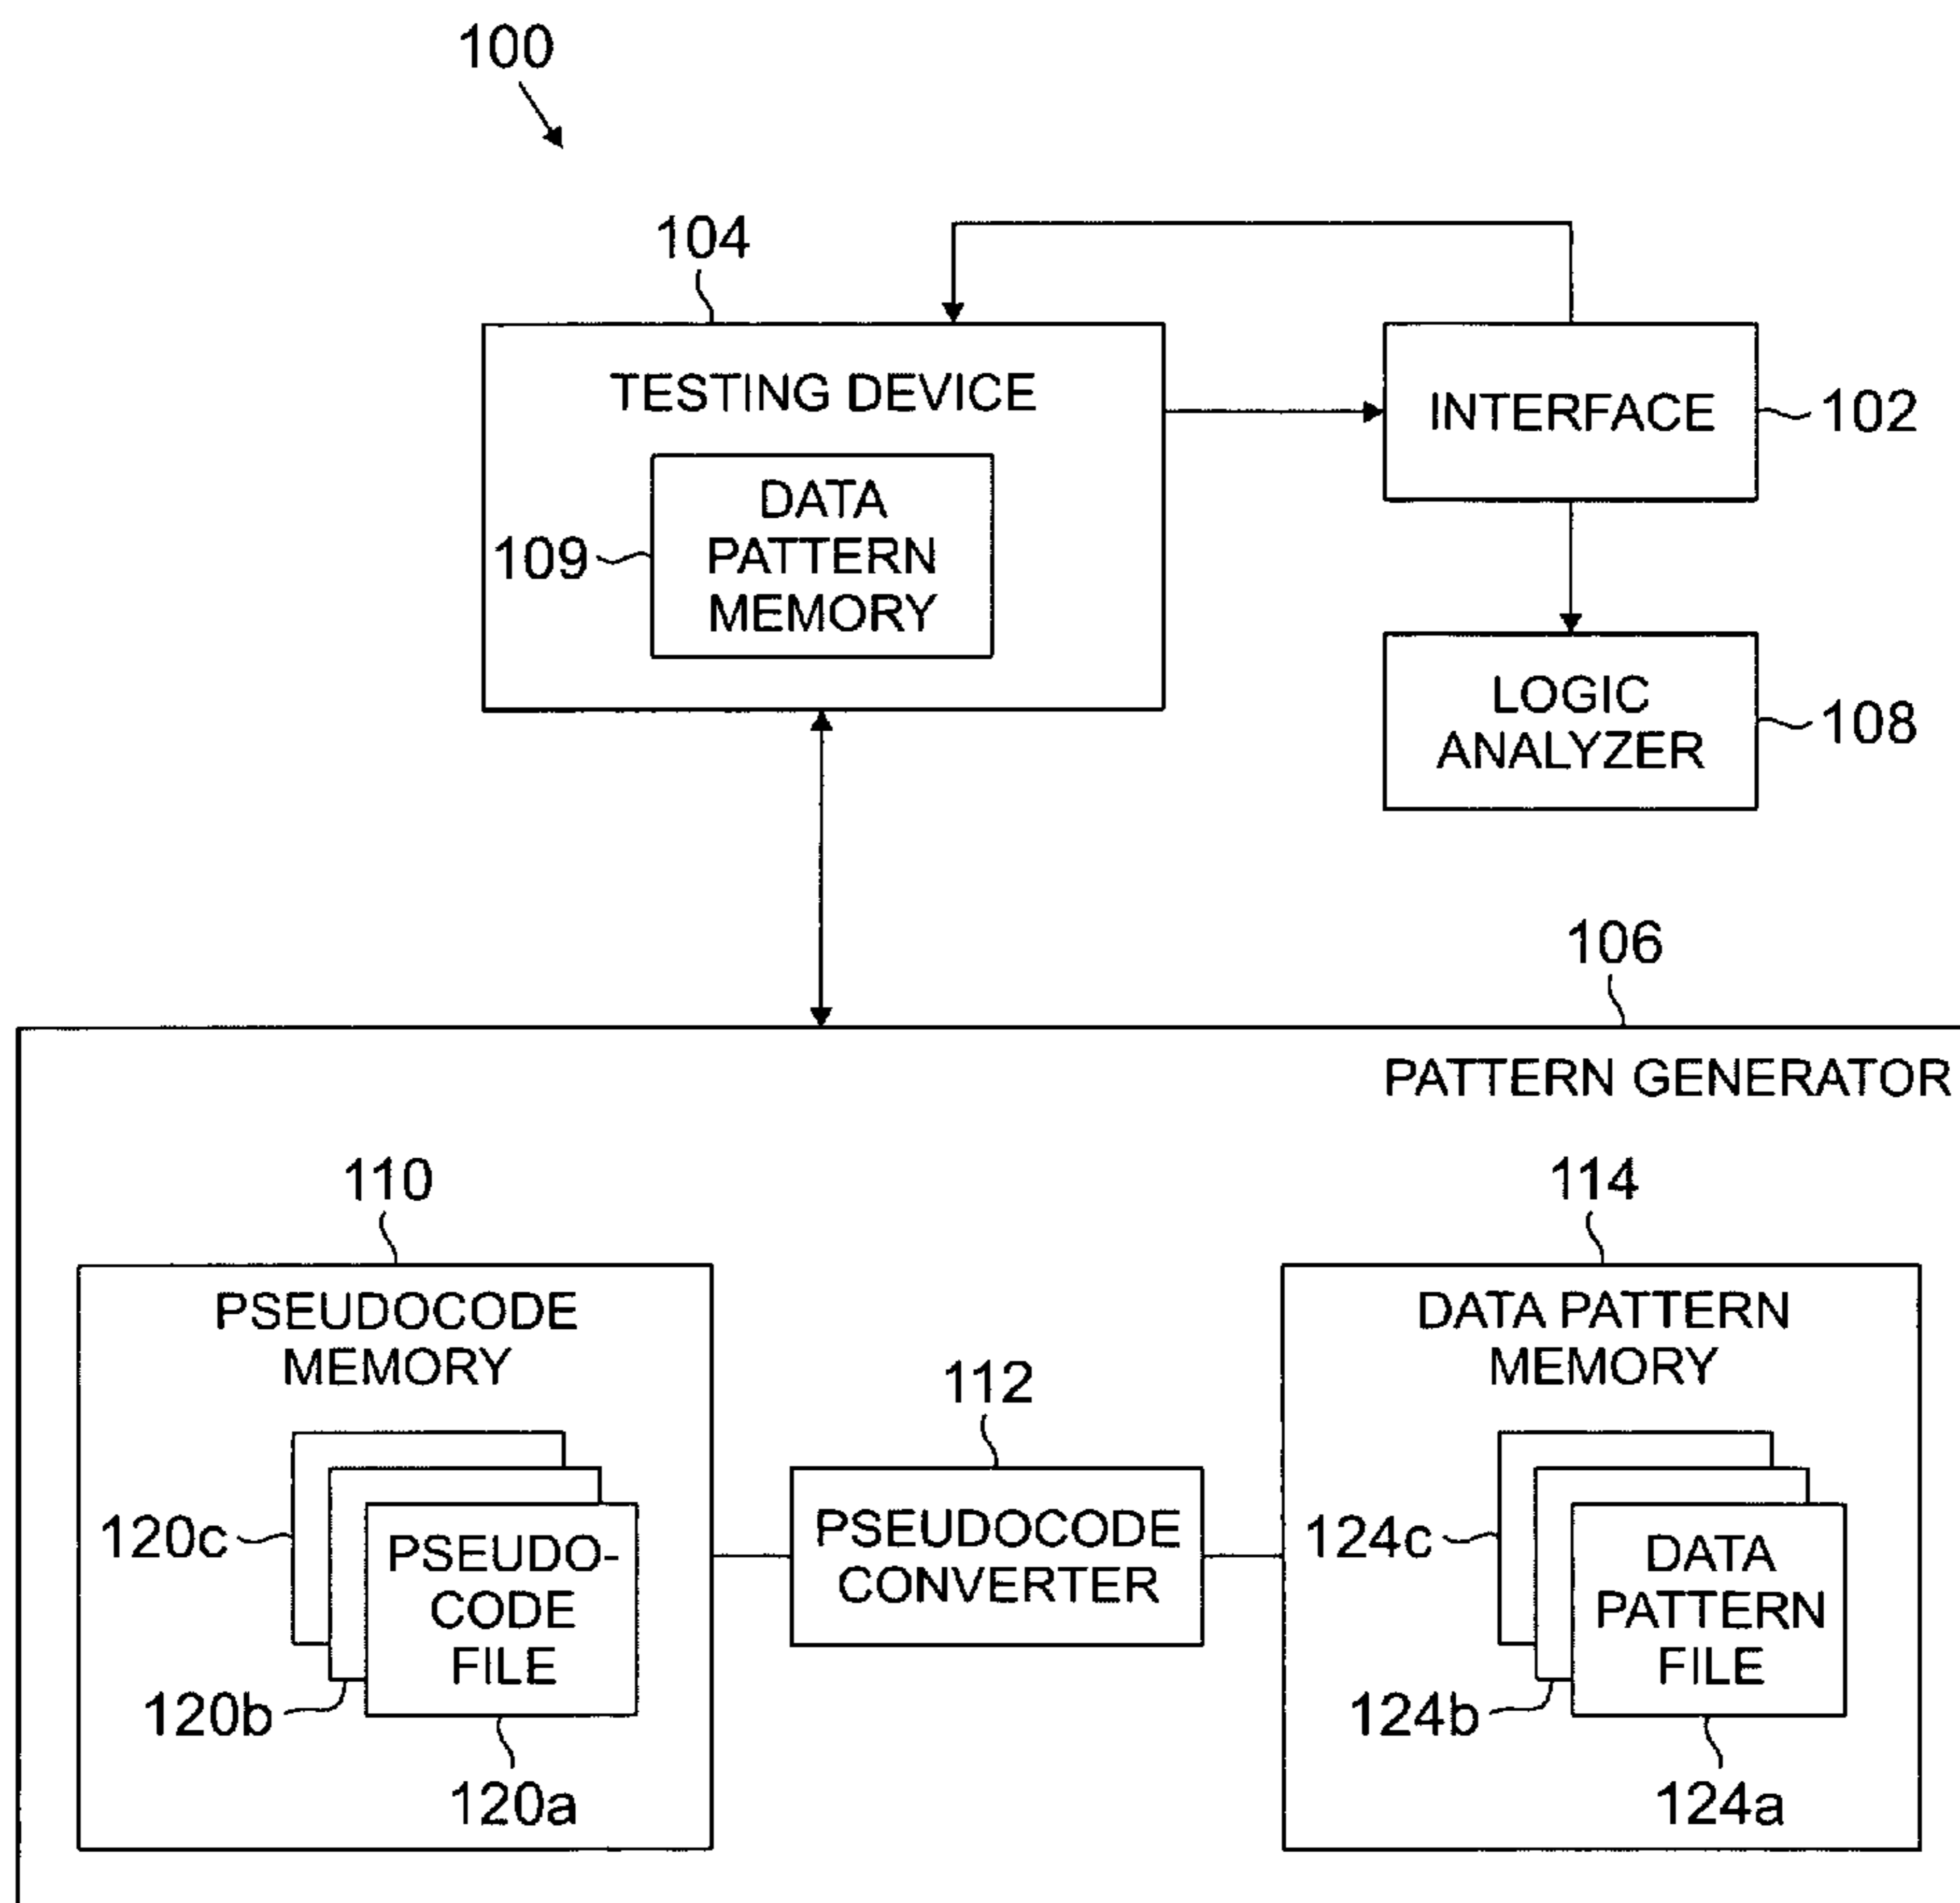 100
104
TESTING DEVICE
INTERFACE
102
DATA
PATTERN
MEMORY
109
LOGIC
ANALYZER
108
106
PATTERN GENERATOR
110
114
PSEUDOCODE
MEMORY
DATA PATTERN
MEMORY
112
PSEUDOCODE
CONVERTER
120c
PSEUDO-
CODE
FILE
120b
120a
124c
DATA
PATTERN
FILE
124b
124a